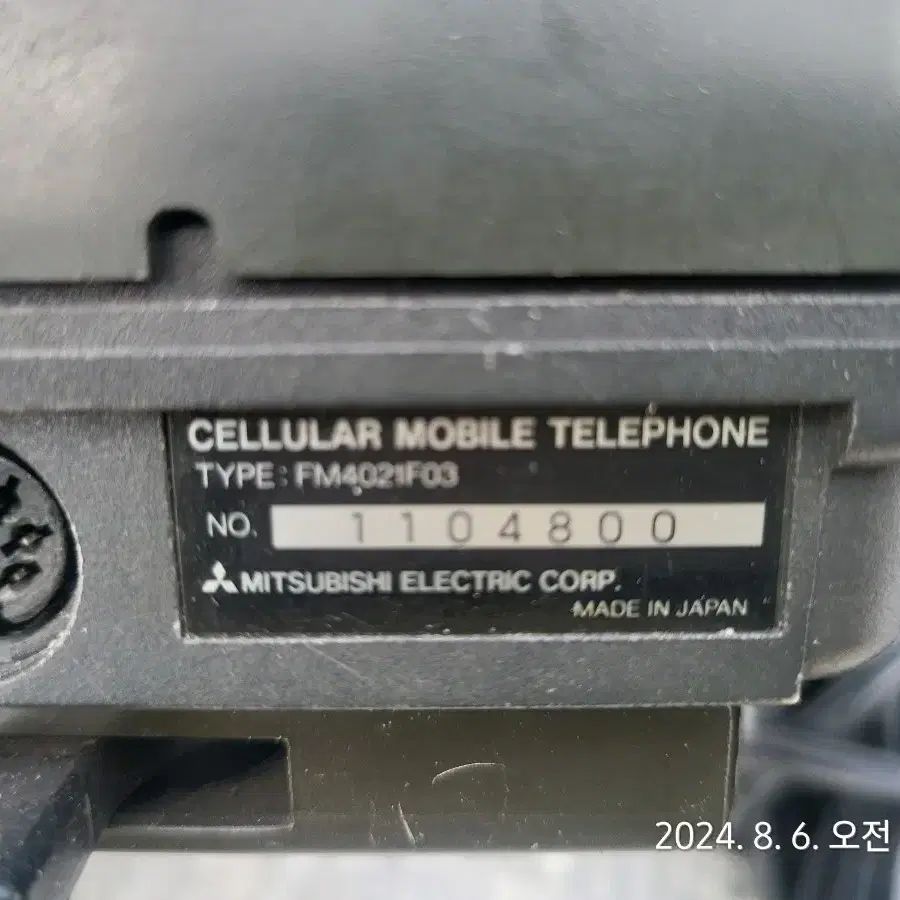 CELLULAR MOBILE TELEPHONE
TYPE: FM4021F03
NO. 1104800
MITSUBISHI ELECTRIC CORP.
MADE IN JAPAN
2024. 8. 6. 오전